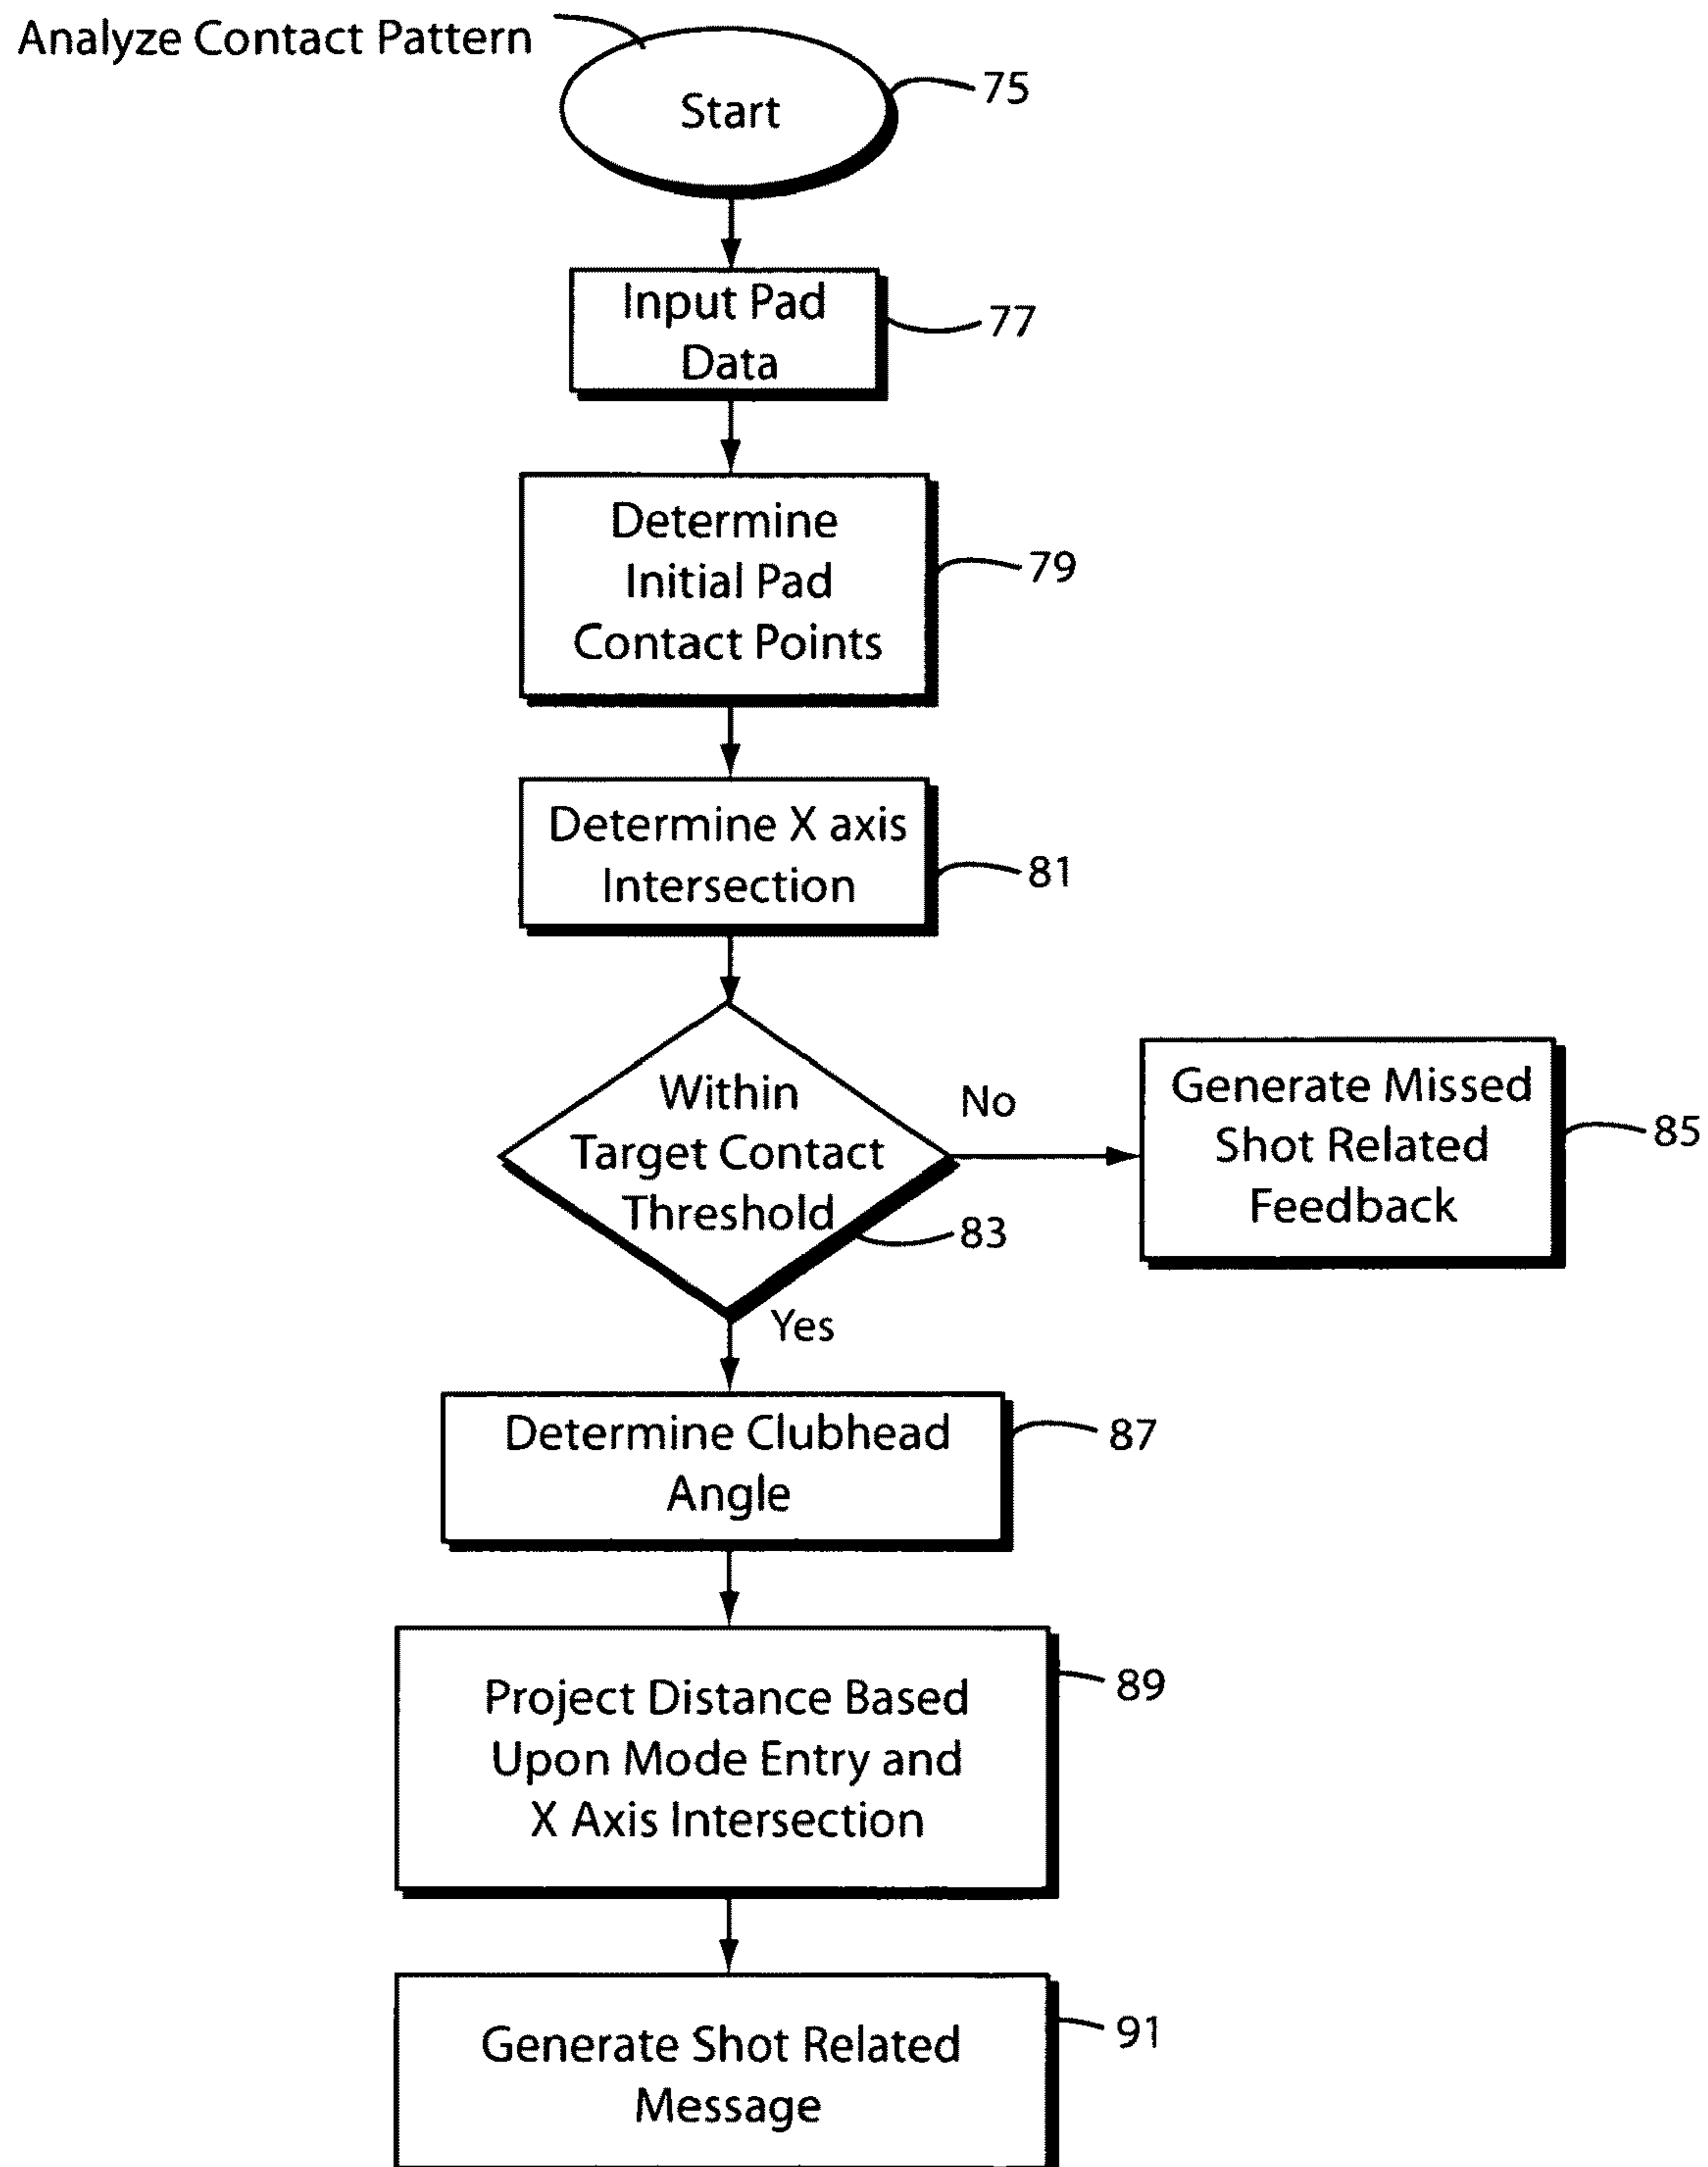 Analyze Contact Pattern
Start
75
Input Pad
Data
77
Determine
Initial Pad
Contact Points
79
Determine X axis
Intersection
81
Within
Target Contact
Threshold
83
No
Generate Missed
Shot Related
Feedback
85
Yes
Determine Clubhead
Angle
87
Project Distance Based
Upon Mode Entry and
X Axis Intersection
89
Generate Shot Related
Message
91